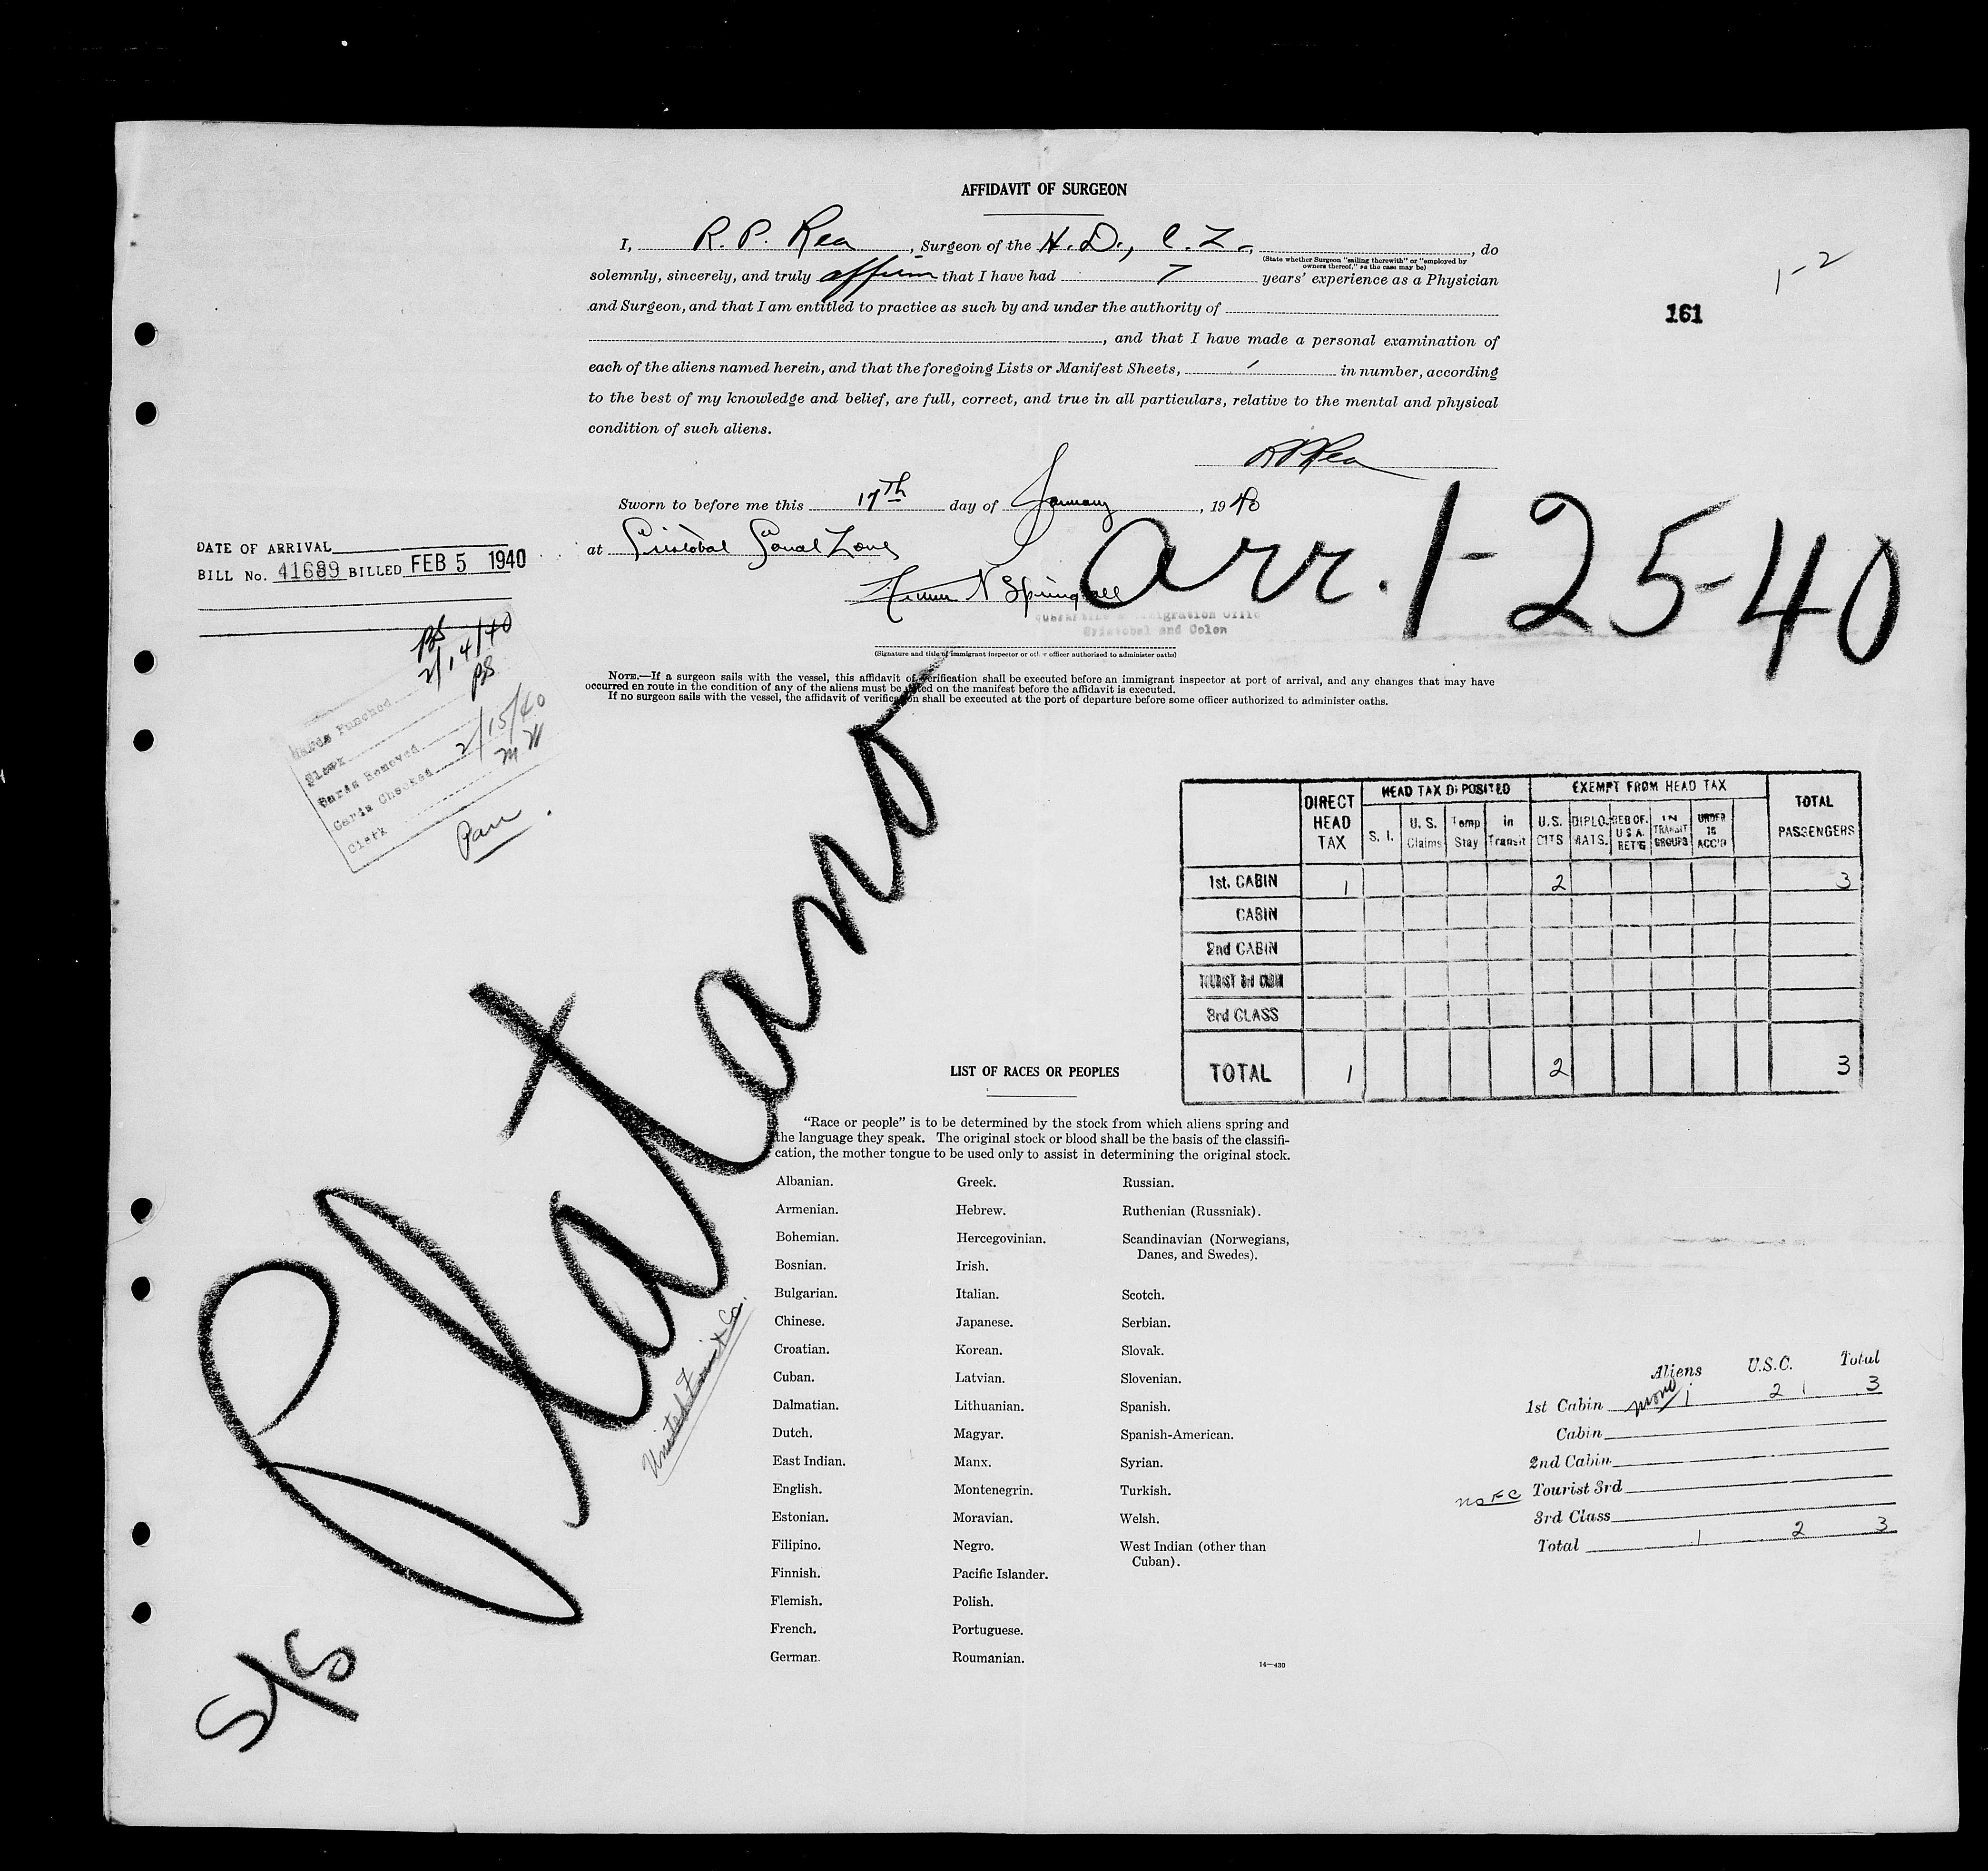 AFFIDAVIT OF SURGEON
I, R. P. Rea, Surgeon of the H. D., C. Z., do
(State whether Surgeon "sailing therewith" or "employed by
owners thereof," as the case may be)
solemnly, sincerely, and truly affirm that I have had 7 years' experience as a Physician
and Surgeon, and that I am entitled to practice as such by and under the authority of
, and that I have made a personal examination of
each of the aliens named herein, and that the foregoing Lists or Manifest Sheets, 1 in number, according
to the best of my knowledge and belief, are full, correct, and true in all particulars, relative to the mental and physical
condition of such aliens.
1-2
161
R P Rea
Sworn to before me this 17th day of January, 1940
at Cristobal Canal Zone
Arr. 1-25-40
DATE OF ARRIVAL
BILL No. 41689 BILLED FEB 5 1940
Immigration Office
Cristobal and Colon
(Signature and title of immigrant inspector or other officer authorized to administer oaths)
NOTE.—If a surgeon sails with the vessel, this affidavit of verification shall be executed before an immigrant inspector at port of arrival, and any changes that may have
occurred en route in the condition of any of the aliens must be noted on the manifest before the affidavit is executed.
If no surgeon sails with the vessel, the affidavit of verification shall be executed at the port of departure before some officer authorized to administer oaths.
Cards Punched 2/14/40
Clerk
Cards Removed
Cards Checked 2/15/40
Clerk
S/S Platano
United Fruit Co.
DIRECT HEAD TAX
HEAD TAX DEPOSITED
EXEMPT FROM HEAD TAX
TOTAL PASSENGERS
S. I.
U. S. Claims
Temp Stay
in Transit
U.S. CITS
DIPLO-MATS.
RES OF. U S A. RET'G
IN TRANSIT GROUPS
UNDER 16 ACC'D
1st. CABIN 1 2 3
CABIN
2nd CABIN
TOURIST 3rd CABIN
3rd CLASS
TOTAL 1 2 3
LIST OF RACES OR PEOPLES
"Race or people" is to be determined by the stock from which aliens spring and
the language they speak. The original stock or blood shall be the basis of the classifi-
cation, the mother tongue to be used only to assist in determining the original stock.
Albanian. Greek. Russian.
Armenian. Hebrew. Ruthenian (Russniak).
Bohemian. Hercegovinian. Scandinavian (Norwegians,
Danes, and Swedes).
Bosnian. Irish.
Bulgarian. Italian. Scotch.
Chinese. Japanese. Serbian.
Croatian. Korean. Slovak.
Cuban. Latvian. Slovenian.
Dalmatian. Lithuanian. Spanish.
Dutch. Magyar. Spanish-American.
East Indian. Manx. Syrian.
English. Montenegrin. Turkish.
Estonian. Moravian. Welsh.
Filipino. Negro. West Indian (other than
Cuban).
Finnish. Pacific Islander.
Flemish. Polish.
French. Portuguese.
German. Roumanian.
14—430
Aliens U.S.C. Total
1st Cabin 1 2 3
Cabin
2nd Cabin
Tourist 3rd
3rd Class
Total 1 2 3